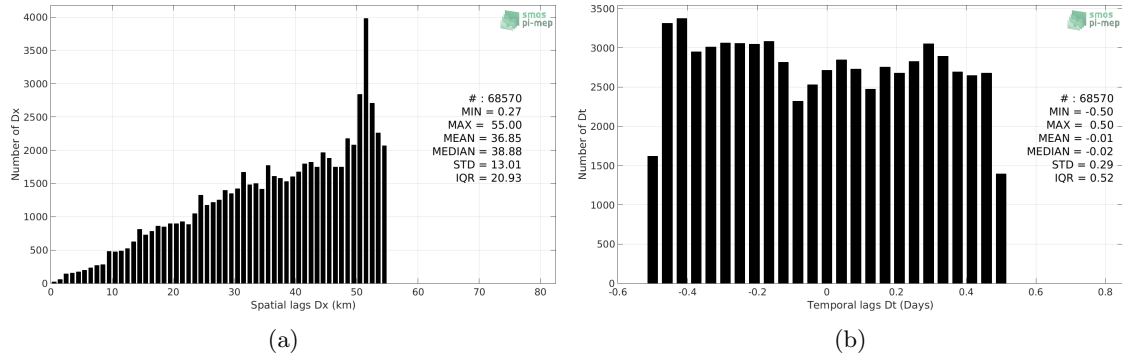 smos
pi-mep
4000
3500
3000
2500
2000
1500
1000
500
0
Number of Dx
# : 68570
MIN = 0.27
MAX = 55.00
MEAN = 36.85
MEDIAN = 38.88
STD = 13.01
IQR = 20.93
0 10 20 30 40 50 60 70 80
Spatial lags Dx (km)
(a)
smos
pi-mep
3500
3000
2500
2000
1500
1000
500
0
Number of Dt
# : 68570
MIN = -0.50
MAX = 0.50
MEAN = -0.01
MEDIAN = -0.02
STD = 0.29
IQR = 0.52
-0.6 -0.4 -0.2 0 0.2 0.4 0.6 0.8
Temporal lags Dt (Days)
(b)